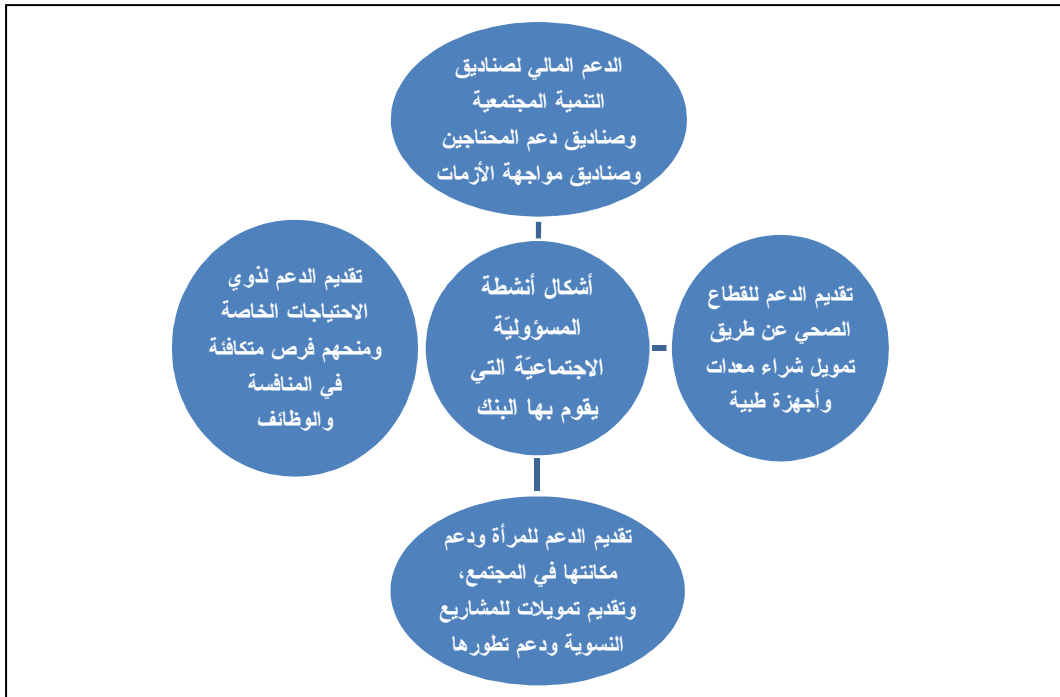 الدعم المالي لصناديق
التنمية المجتمعية
وصناديق دعم المحتاجين
وصناديق مواجهة الأزمات
أشكال أنشطة
المسؤوليّة
الاجتماعيّة التي
يقوم بها البنك
تقديم الدعم للقطاع
الصحي عن طريق
تمويل شراء معدات
وأجهزة طبية
تقديم الدعم للمرأة ودعم
مكانتها في المجتمع،
وتقديم تمويلات للمشاريع
النسوية ودعم تطورها
تقديم الدعم لذوي
الاحتياجات الخاصة
ومنحهم فرص متكافئة
في المنافسة
والوظائف